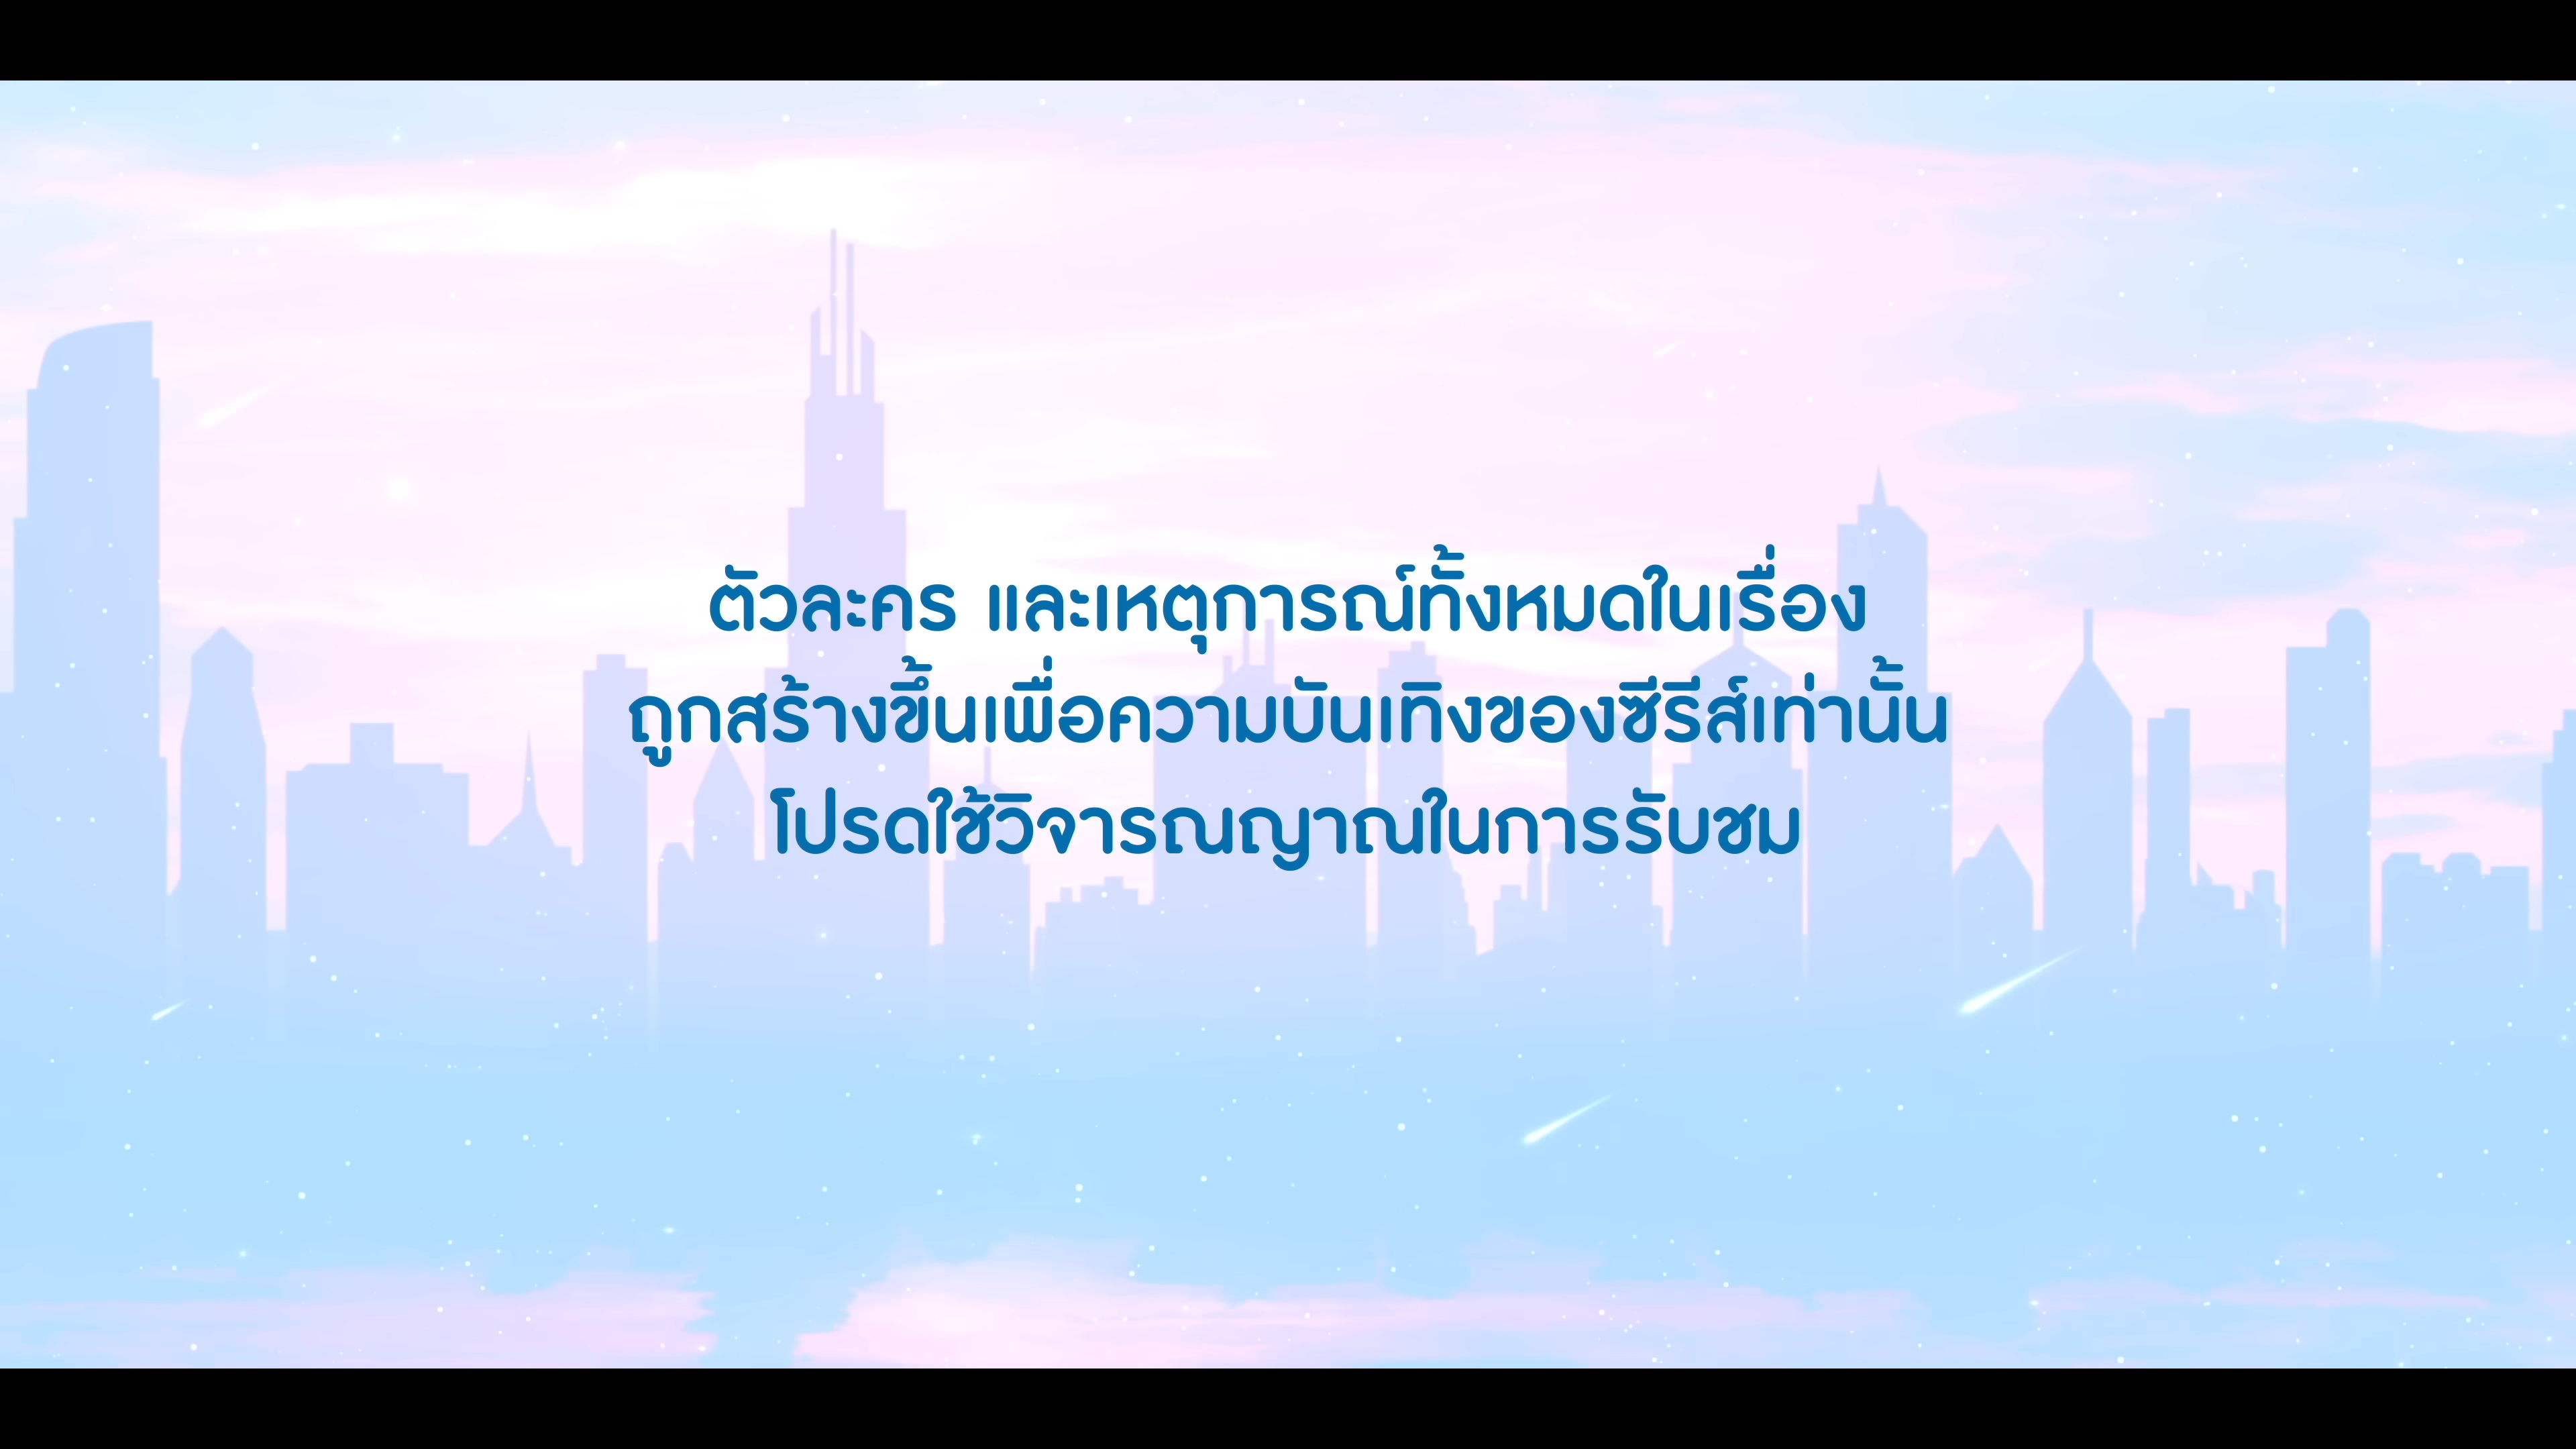 ตัวละคร และเหตุการณ์ทั้งหมดในเรื่อง
ถูกสร้างขึ้นเพื่อความบันเทิงของซีรีส์เท่านั้น
โปรดใช้วิจารณญาณในการรับชม